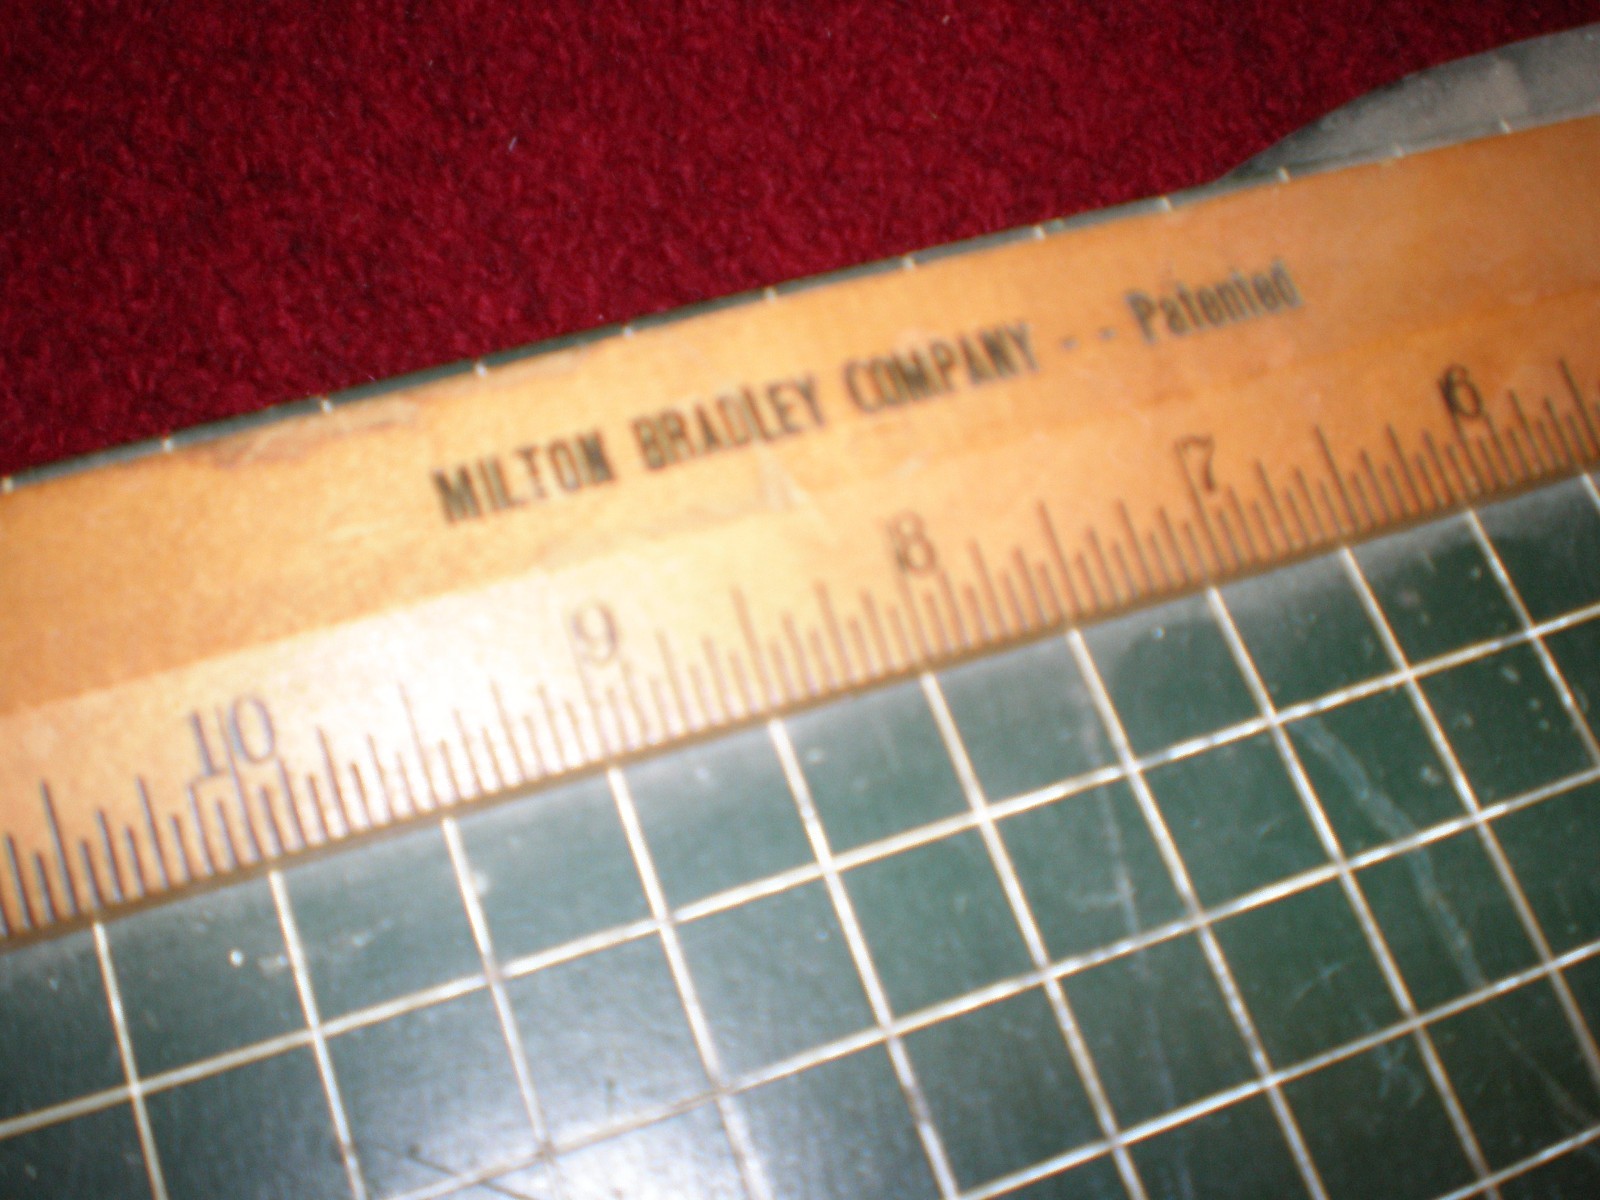 MILTON BRADLEY COMPANY -- Patented
10 9 8 7 6